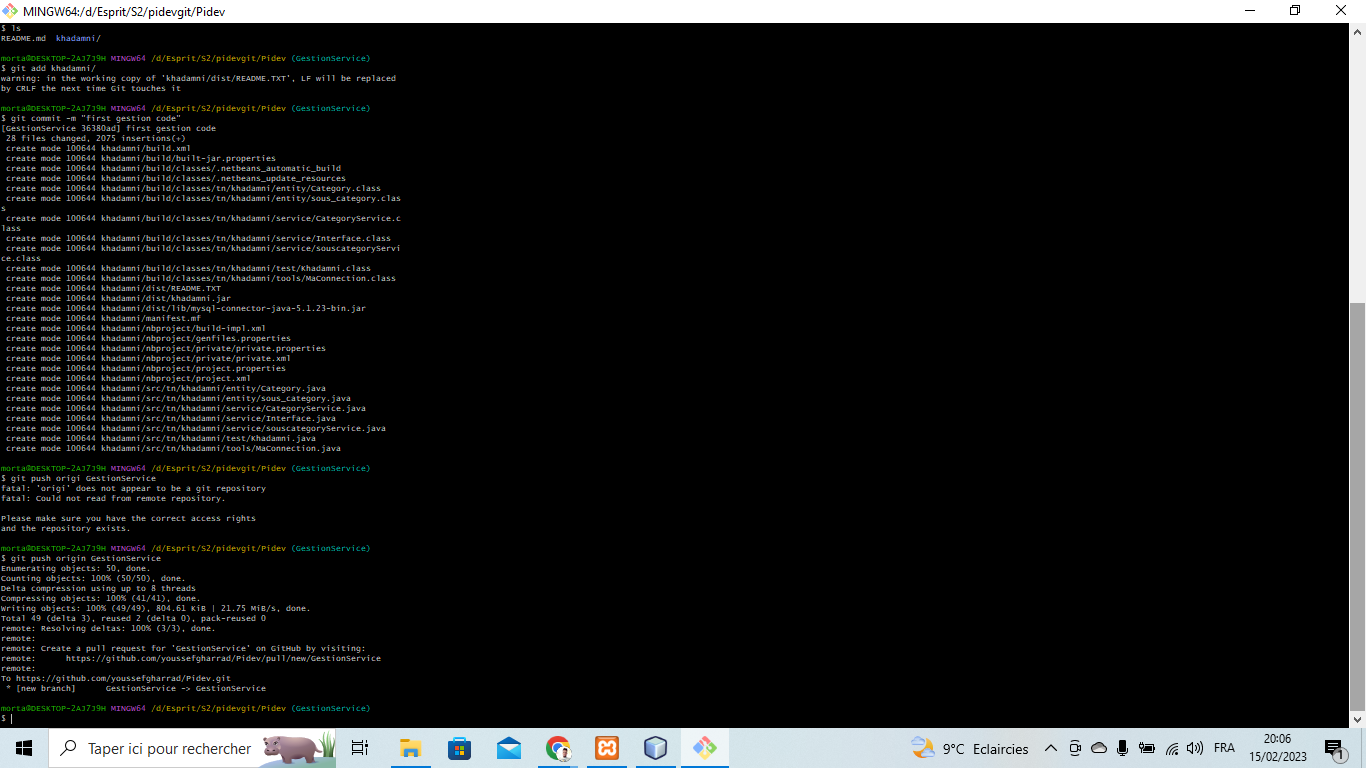 MINGW64:/d/Esprit/S2/pidevgit/Pidev
$ ls
README.md  khadamni/
morta@DESKTOP-2AJ7J9H MINGW64 /d/Esprit/S2/pidevgit/Pidev (GestionService)
$ git add khadamni/
warning: in the working copy of 'khadamni/dist/README.TXT', LF will be replaced
by CRLF the next time Git touches it
morta@DESKTOP-2AJ7J9H MINGW64 /d/Esprit/S2/pidevgit/Pidev (GestionService)
$ git commit -m "first gestion code"
[GestionService 36380ad] first gestion code
 28 files changed, 2075 insertions(+)
 create mode 100644 khadamni/build.xml
 create mode 100644 khadamni/build/built-jar.properties
 create mode 100644 khadamni/build/classes/.netbeans_automatic_build
 create mode 100644 khadamni/build/classes/.netbeans_update_resources
 create mode 100644 khadamni/build/classes/tn/khadamni/entity/Category.class
 create mode 100644 khadamni/build/classes/tn/khadamni/entity/sous_category.clas
s
 create mode 100644 khadamni/build/classes/tn/khadamni/service/CategoryService.c
lass
 create mode 100644 khadamni/build/classes/tn/khadamni/service/Interface.class
 create mode 100644 khadamni/build/classes/tn/khadamni/service/souscategoryServi
ce.class
 create mode 100644 khadamni/build/classes/tn/khadamni/test/Khadamni.class
 create mode 100644 khadamni/build/classes/tn/khadamni/tools/MaConnection.class
 create mode 100644 khadamni/dist/README.TXT
 create mode 100644 khadamni/dist/khadamni.jar
 create mode 100644 khadamni/dist/lib/mysql-connector-java-5.1.23-bin.jar
 create mode 100644 khadamni/manifest.mf
 create mode 100644 khadamni/nbproject/build-impl.xml
 create mode 100644 khadamni/nbproject/genfiles.properties
 create mode 100644 khadamni/nbproject/private/private.properties
 create mode 100644 khadamni/nbproject/private/private.xml
 create mode 100644 khadamni/nbproject/project.properties
 create mode 100644 khadamni/nbproject/project.xml
 create mode 100644 khadamni/src/tn/khadamni/entity/Category.java
 create mode 100644 khadamni/src/tn/khadamni/entity/sous_category.java
 create mode 100644 khadamni/src/tn/khadamni/service/CategoryService.java
 create mode 100644 khadamni/src/tn/khadamni/service/Interface.java
 create mode 100644 khadamni/src/tn/khadamni/service/souscategoryService.java
 create mode 100644 khadamni/src/tn/khadamni/test/Khadamni.java
 create mode 100644 khadamni/src/tn/khadamni/tools/MaConnection.java
morta@DESKTOP-2AJ7J9H MINGW64 /d/Esprit/S2/pidevgit/Pidev (GestionService)
$ git push origi GestionService
fatal: 'origi' does not appear to be a git repository
fatal: Could not read from remote repository.
Please make sure you have the correct access rights
and the repository exists.
morta@DESKTOP-2AJ7J9H MINGW64 /d/Esprit/S2/pidevgit/Pidev (GestionService)
$ git push origin GestionService
Enumerating objects: 50, done.
Counting objects: 100% (50/50), done.
Delta compression using up to 8 threads
Compressing objects: 100% (41/41), done.
Writing objects: 100% (49/49), 804.61 KiB | 21.75 MiB/s, done.
Total 49 (delta 3), reused 2 (delta 0), pack-reused 0
remote: Resolving deltas: 100% (3/3), done.
remote:
remote: Create a pull request for 'GestionService' on GitHub by visiting:
remote:      https://github.com/youssefgharrad/Pidev/pull/new/GestionService
remote:
To https://github.com/youssefgharrad/Pidev.git
 * [new branch]      GestionService -> GestionService
morta@DESKTOP-2AJ7J9H MINGW64 /d/Esprit/S2/pidevgit/Pidev (GestionService)
$
Taper ici pour rechercher
9°C Eclaircies
FRA
20:06
15/02/2023
1